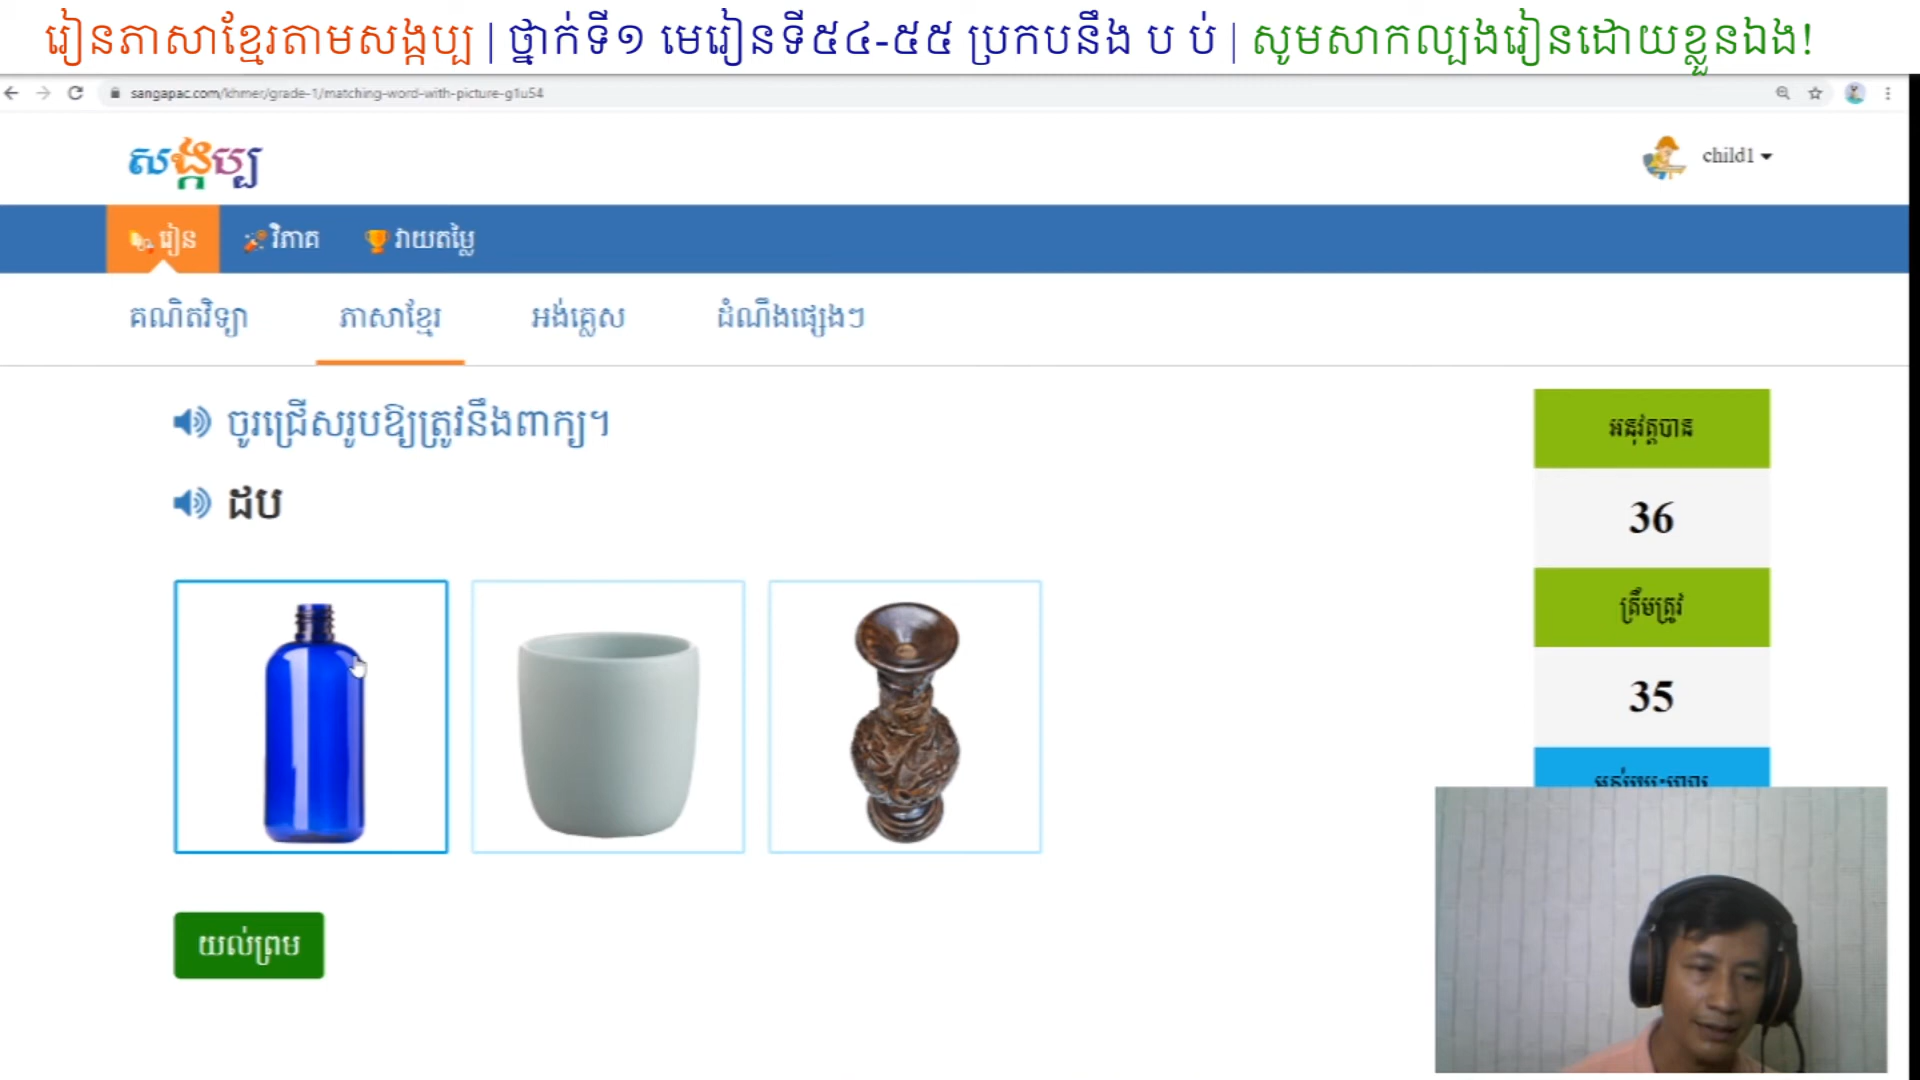 រៀនភាសាខ្មែរតាមសង្កប្ប | ថ្នាក់ទី១ មេរៀនទី៥៤-៥៥ ប្រកបនឹង ប ប់ | សូមសាកល្បងរៀនដោយខ្លួនឯង!
sangapac.com/khmer/grade-1/matching-word-with-picture-g1u54
សង្កប្ប
child1
រៀន វិភាគ វាយតម្លៃ
គណិតវិទ្យា ភាសាខ្មែរ អង់គ្លេស ដំណឹងផ្សេងៗ
ចូរជ្រើសរូបឱ្យត្រូវនឹងពាក្យ។
ដប
អនុវត្តបាន
36
ត្រឹមត្រូវ
35
យល់ព្រម